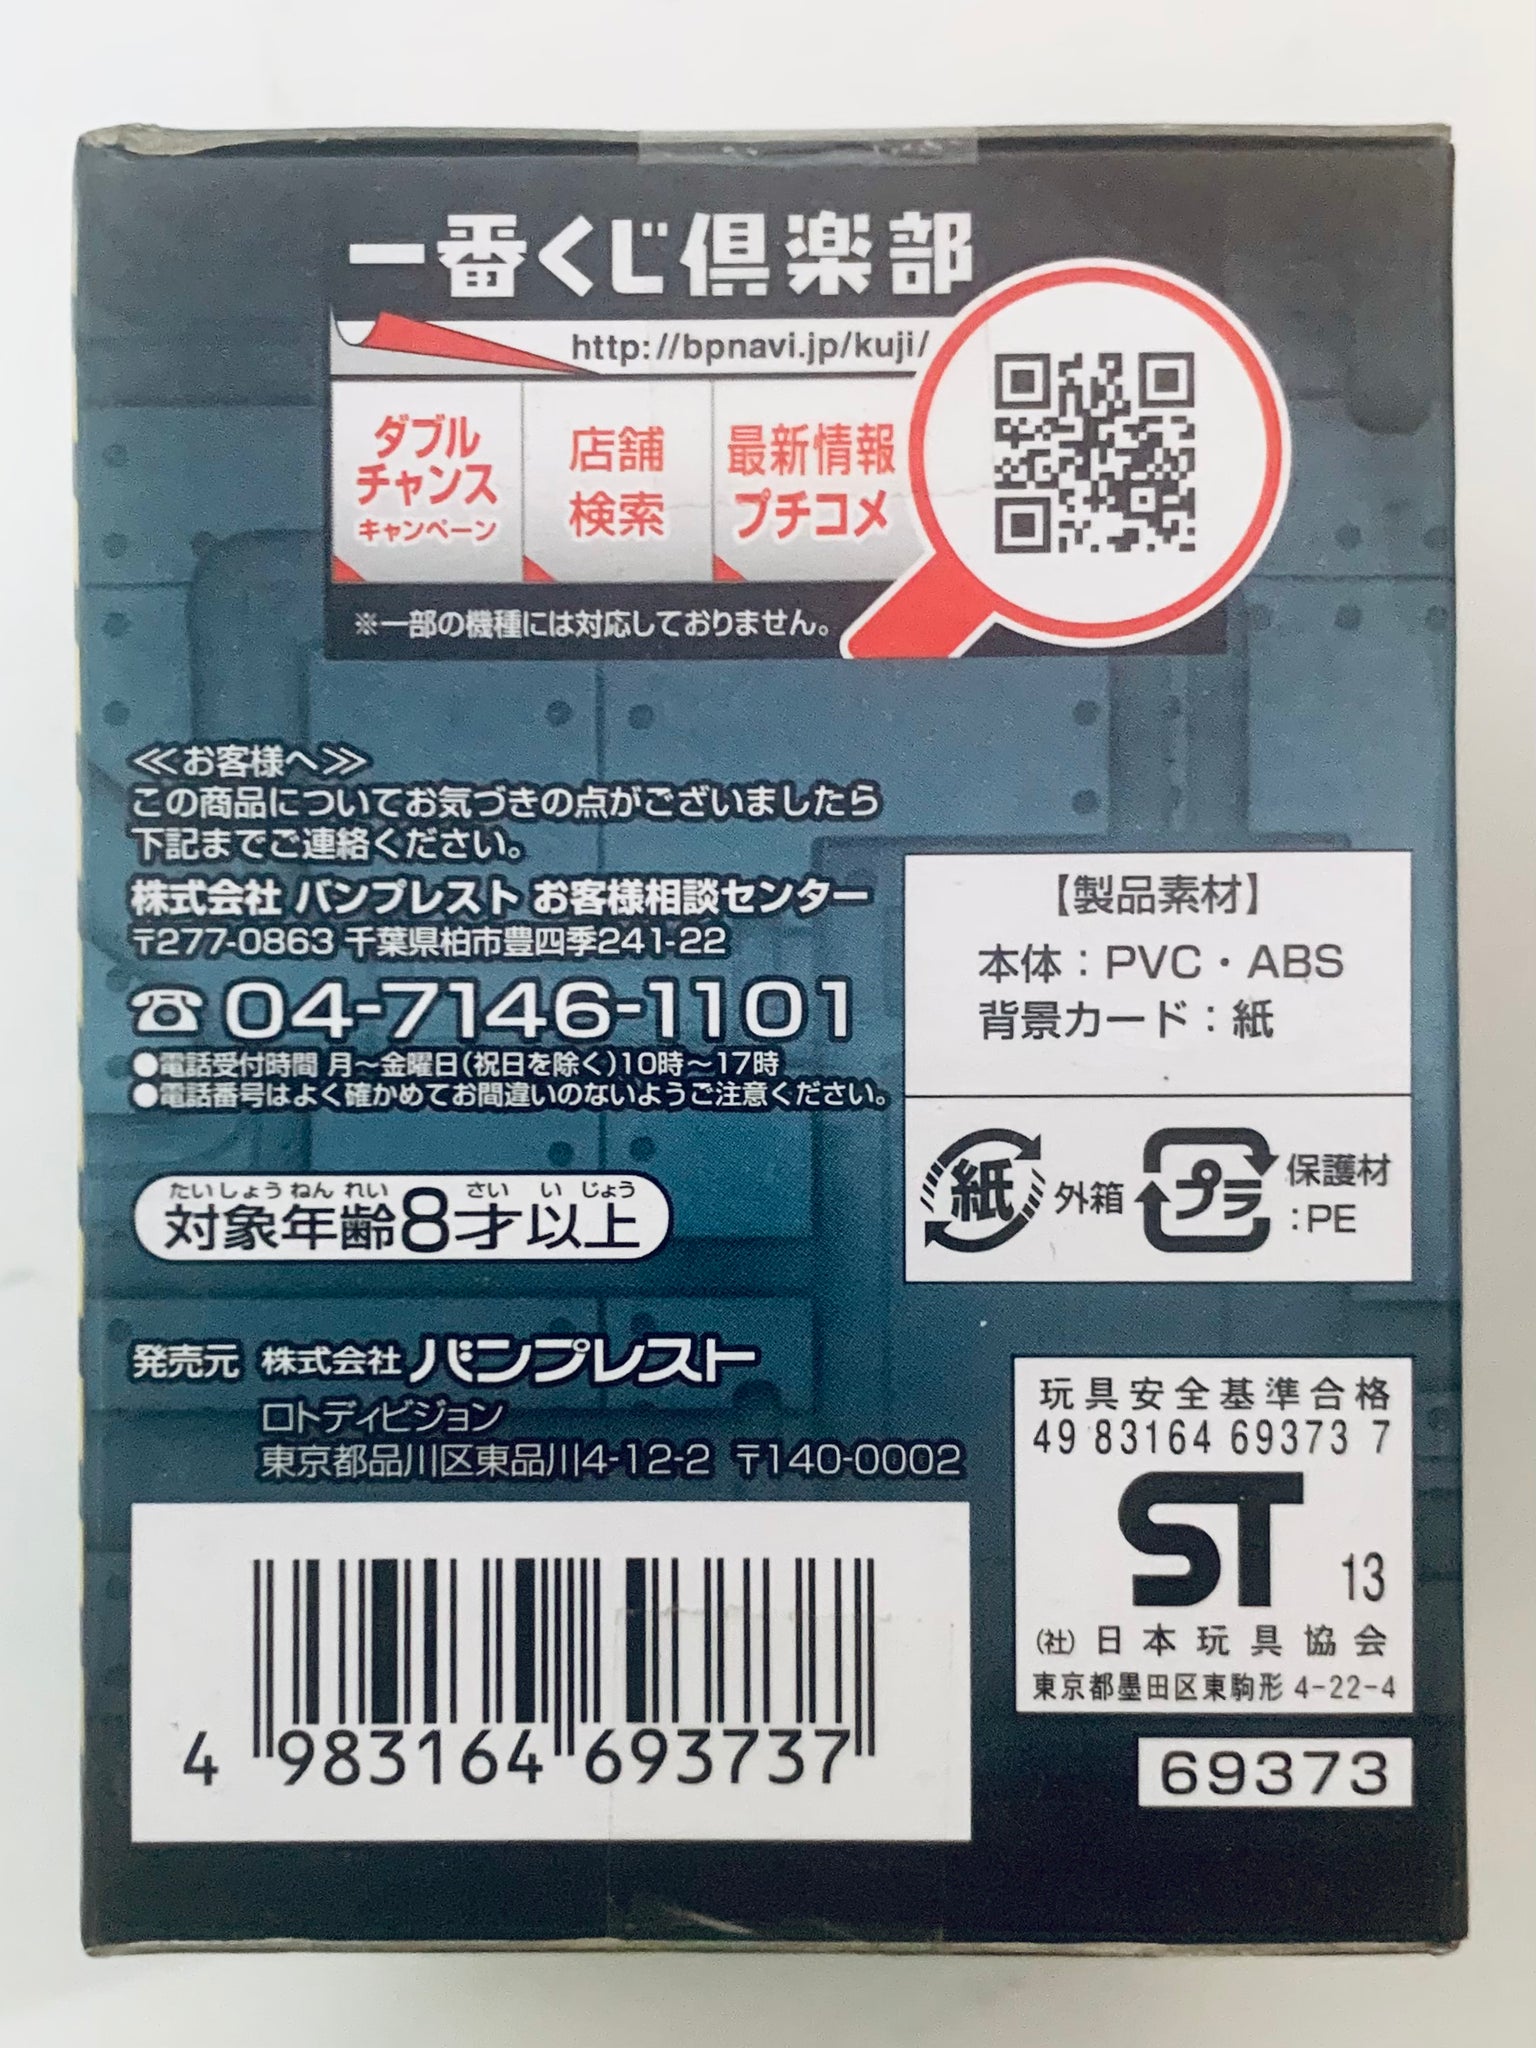 一番くじ倶楽部
http://bpnavi.jp/kuji/
ダブル
チャンス
キャンペーン
店舗
検索
最新情報
プチコメ
※一部の機種には対応しておりません。
≪お客様へ≫
この商品についてお気づきの点がございましたら
下記までご連絡ください。
株式会社 バンプレスト お客様相談センター
〒277-0863 千葉県柏市豊四季241-22
☎ 04-7146-1101
●電話受付時間 月～金曜日(祝日を除く)10時～17時
●電話番号はよく確かめてお間違いのないようご注意ください。
【製品素材】
本体：PVC・ABS
背景カード：紙
紙 外箱
プラ 保護材
:PE
たいしょうねんれい さい い じょう
対象年齢8才以上
発売元 株式会社 バンプレスト
ロトディビジョン
東京都品川区東品川4-12-2 〒140-0002
玩具安全基準合格
49 83164 69373 7
ST 13
(社) 日本玩具協会
東京都墨田区東駒形 4-22-4
4 983164 693737
69373